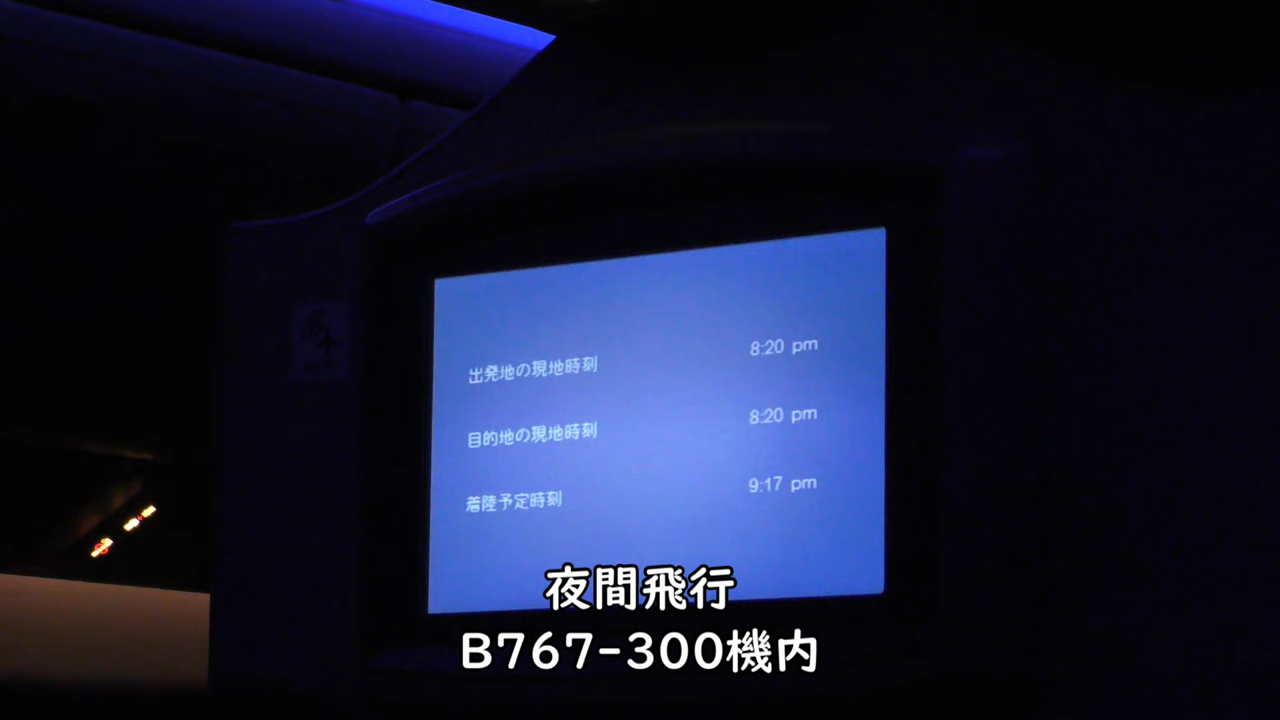 出発地の現地時刻 8:20 pm
目的地の現地時刻 8:20 pm
着陸予定時刻 9:17 pm
夜間飛行
B767-300機内